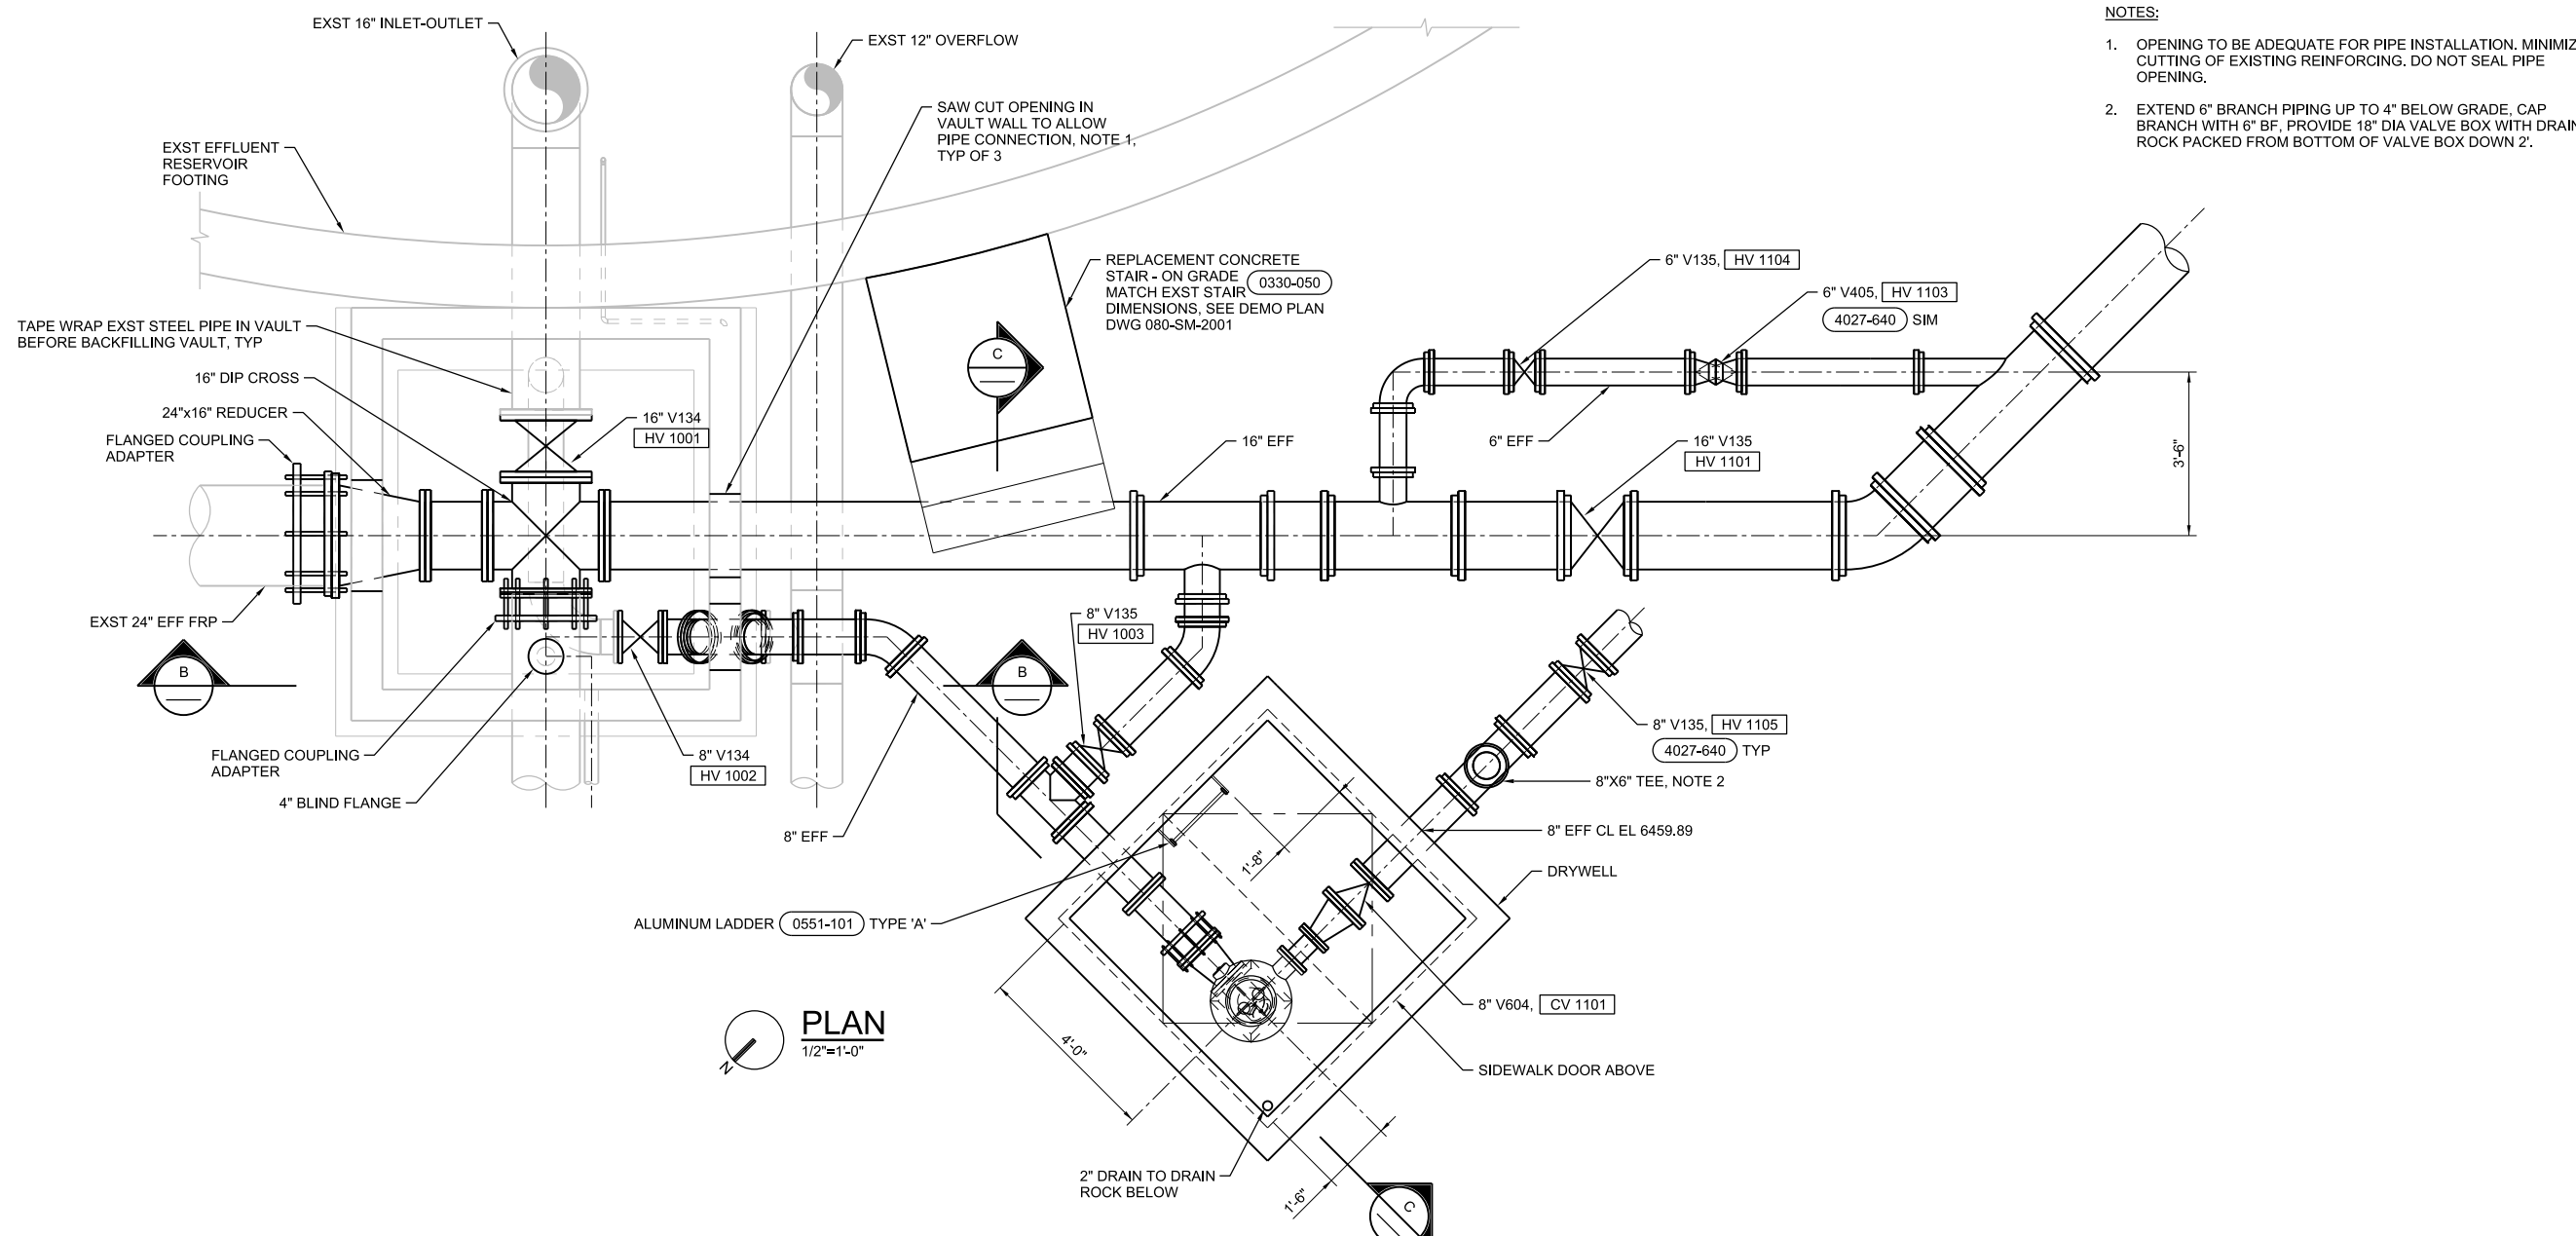 NOTES:
1. OPENING TO BE ADEQUATE FOR PIPE INSTALLATION. MINIMIZ
CUTTING OF EXISTING REINFORCING. DO NOT SEAL PIPE
OPENING.
2. EXTEND 6" BRANCH PIPING UP TO 4" BELOW GRADE, CAP
BRANCH WITH 6" BF, PROVIDE 18" DIA VALVE BOX WITH DRAIN
ROCK PACKED FROM BOTTOM OF VALVE BOX DOWN 2'.
EXST 16" INLET-OUTLET
EXST 12" OVERFLOW
SAW CUT OPENING IN
VAULT WALL TO ALLOW
PIPE CONNECTION, NOTE 1,
TYP OF 3
EXST EFFLUENT
RESERVOIR
FOOTING
REPLACEMENT CONCRETE
STAIR - ON GRADE 0330-050
MATCH EXST STAIR
DIMENSIONS, SEE DEMO PLAN
DWG 080-SM-2001
6" V135, HV 1104
6" V405, HV 1103
4027-640 SIM
TAPE WRAP EXST STEEL PIPE IN VAULT
BEFORE BACKFILLING VAULT, TYP
C
16" DIP CROSS
24"x16" REDUCER
FLANGED COUPLING
ADAPTER
16" V134
HV 1001
16" EFF
6" EFF
16" V135
HV 1101
3'-6"
EXST 24" EFF FRP
8" V135
HV 1003
B
B
FLANGED COUPLING
ADAPTER
8" V134
HV 1002
4" BLIND FLANGE
8" V135, HV 1105
4027-640 TYP
8"X6" TEE, NOTE 2
8" EFF
8" EFF CL EL 6459.89
1'-8"
DRYWELL
ALUMINUM LADDER 0551-101 TYPE 'A'
8" V604, CV 1101
PLAN
1/2"=1'-0"
N
4'-0"
SIDEWALK DOOR ABOVE
2" DRAIN TO DRAIN
ROCK BELOW
1'-6"
C